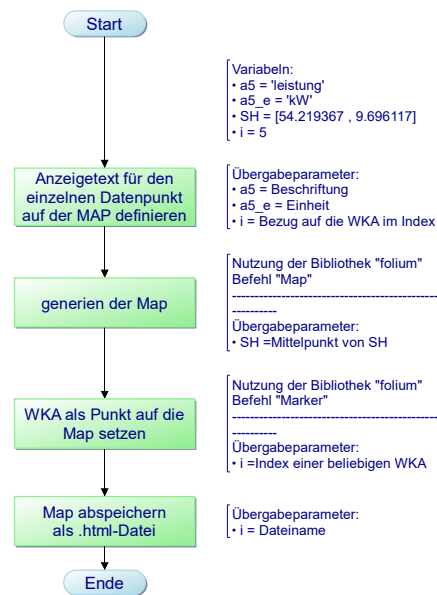 Start
Variabeln:
• a5 = 'leistung'
• a5_e = 'kW'
• SH = [54.219367 , 9.696117]
• i = 5
Anzeigetext für den
einzelnen Datenpunkt
auf der MAP definieren
Übergabeparameter:
• a5 = Beschriftung
• a5_e = Einheit
• i = Bezug auf die WKA im Index
generien der Map
Nutzung der Bibliothek "folium"
Befehl "Map"
----------------------------------------------
----------
Übergabeparameter:
• SH =Mittelpunkt von SH
WKA als Punkt auf die
Map setzen
Nutzung der Bibliothek "folium"
Befehl "Marker"
----------------------------------------------
----------
Übergabeparameter:
• i =Index einer beliebigen WKA
Map abspeichern
als .html-Datei
Übergabeparameter:
• i = Dateiname
Ende